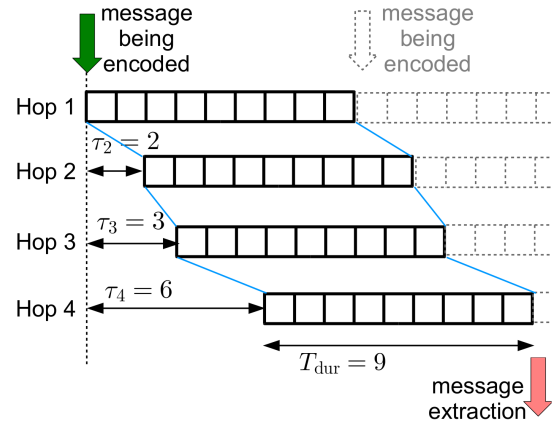 message
being
encoded
message
being
encoded
Hop 1
τ₂ = 2
Hop 2
τ₃ = 3
Hop 3
τ₄ = 6
Hop 4
T_dur = 9
message
extraction